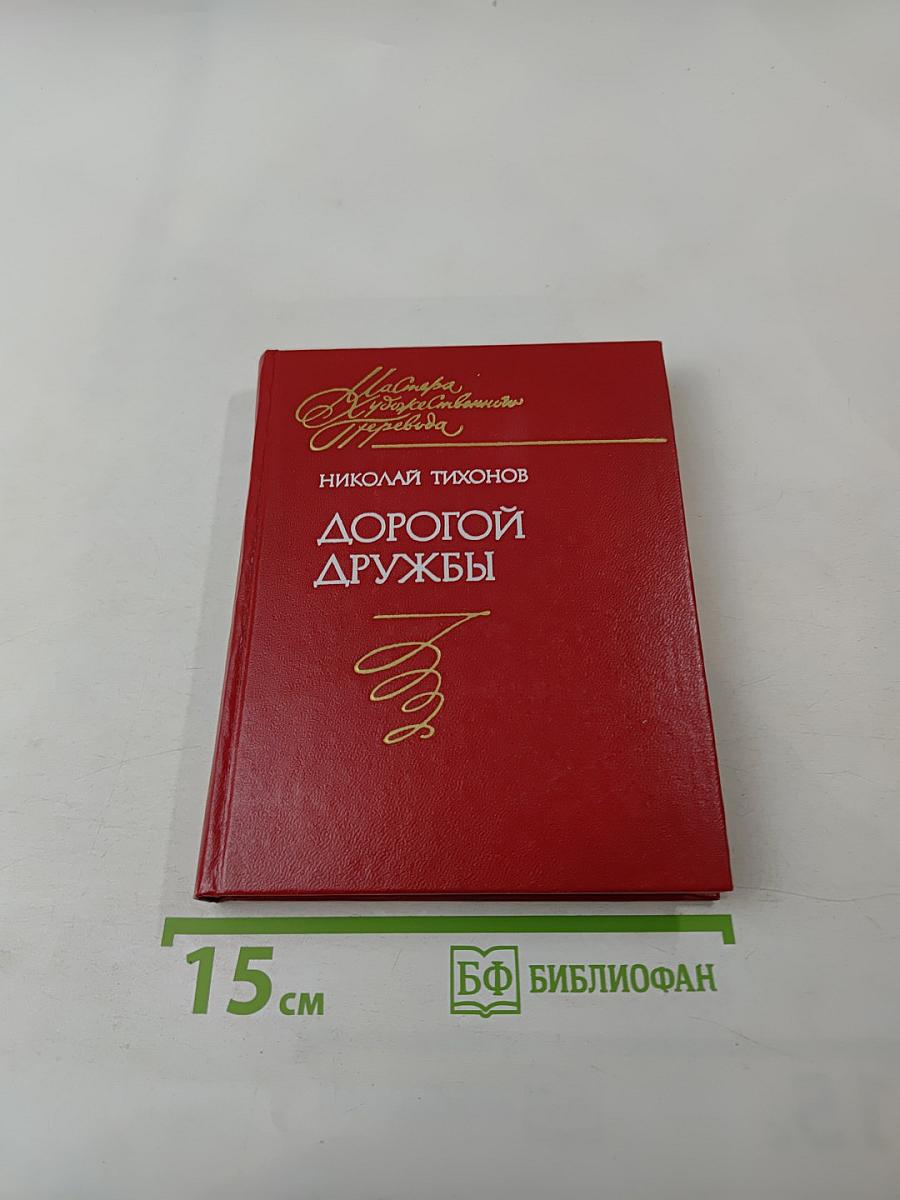 Мастера
Художественного
Перевода
НИКОЛАЙ ТИХОНОВ
ДОРОГОЙ
ДРУЖБЫ
15 см
БФ БИБЛИОФАН